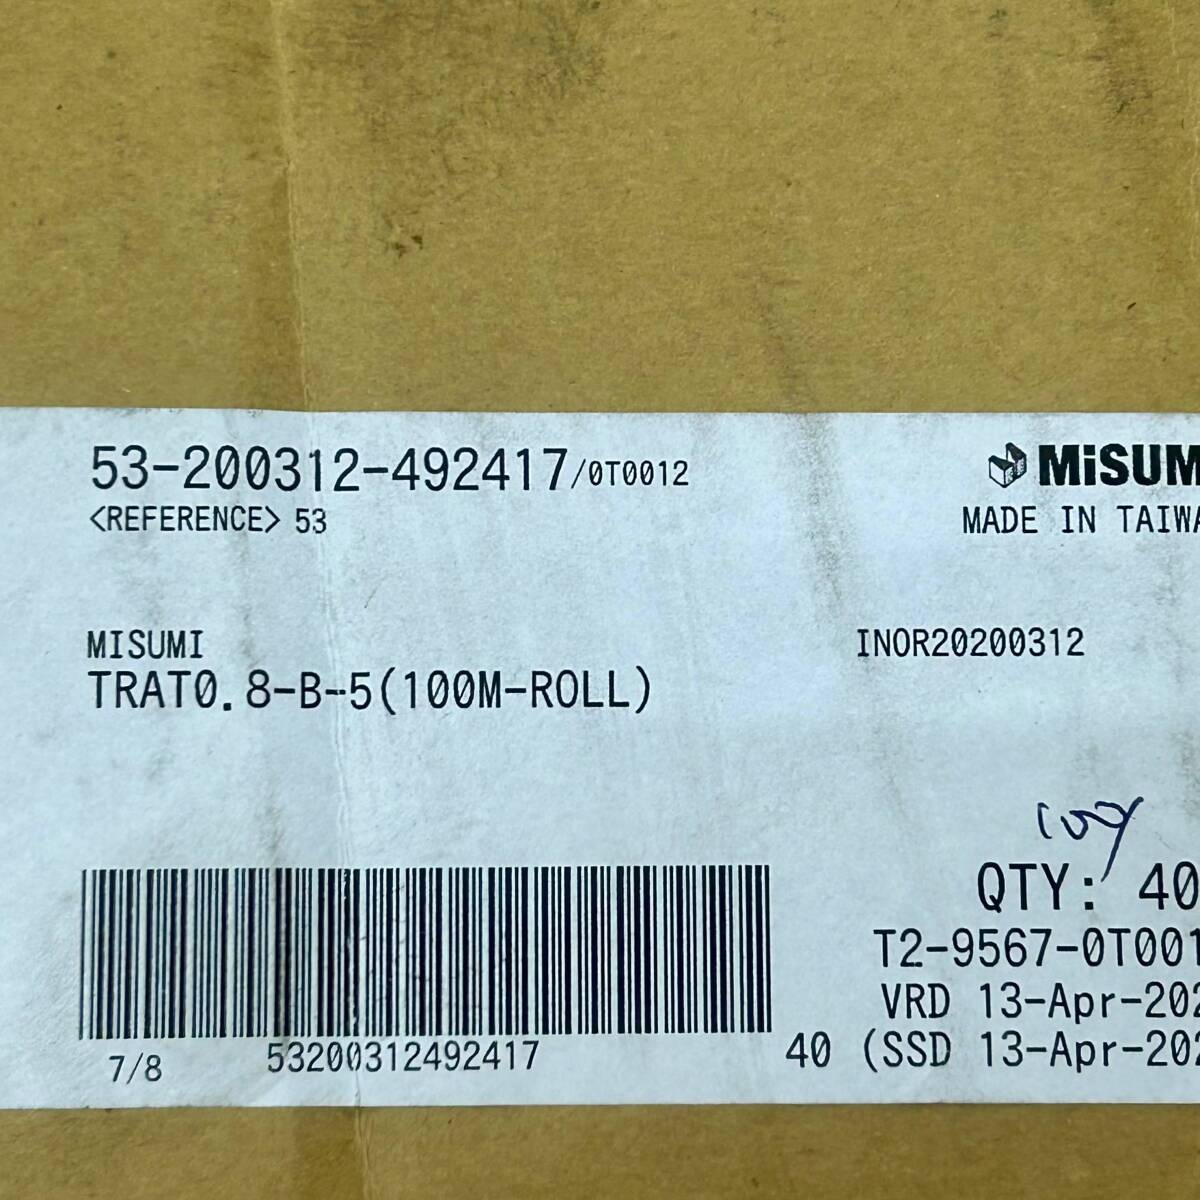 53-200312-492417/0T0012
MiSUM
<REFERENCE> 53
MADE IN TAIWA
MISUMI
INOR20200312
TRAT0.8-B-5(100M-ROLL)
QTY: 40
T2-9567-0T001
VRD 13-Apr-202
7/8
53200312492417
40 (SSD 13-Apr-202